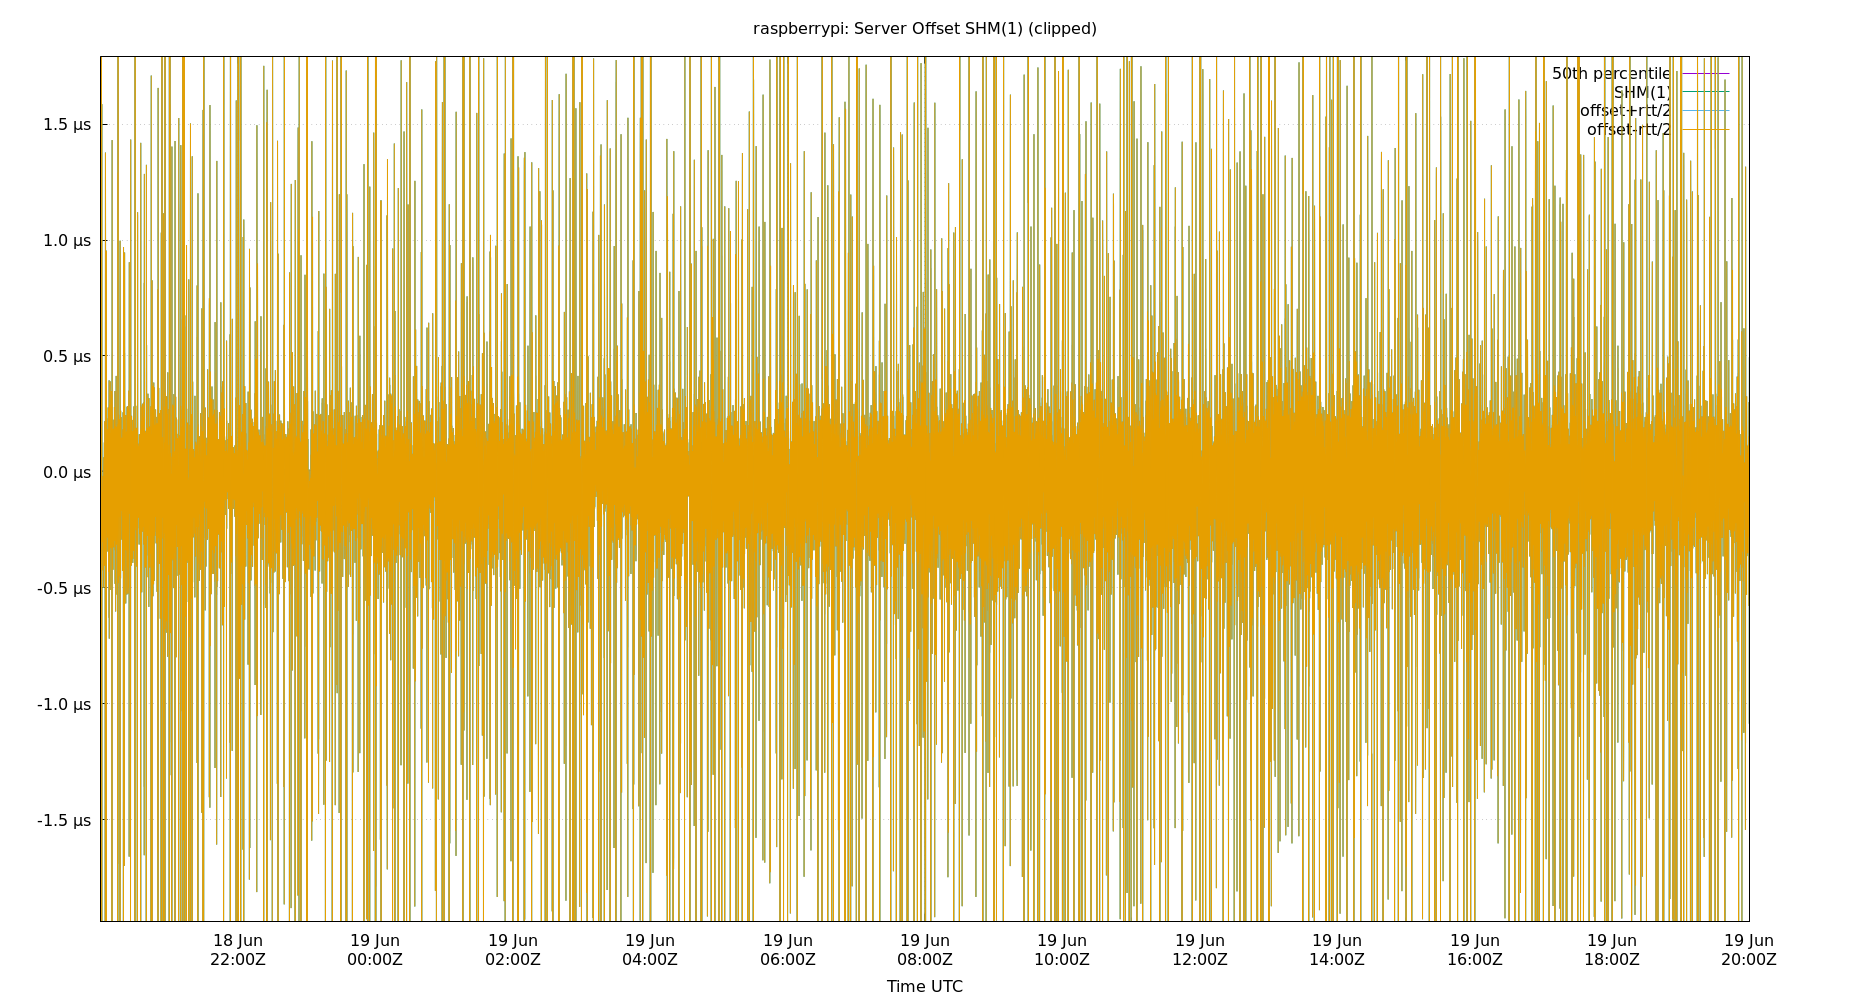 raspberrypi: Server Offset SHM(1) (clipped)
50th percentile
SHM(1)
offset+rtt/2
offset-rtt/2
1.5 µs
1.0 µs
0.5 µs
0.0 µs
-0.5 µs
-1.0 µs
-1.5 µs
18 Jun 19 Jun 19 Jun 19 Jun 19 Jun 19 Jun 19 Jun 19 Jun 19 Jun 19 Jun 19 Jun 19 Jun
22:00Z 00:00Z 02:00Z 04:00Z 06:00Z 08:00Z 10:00Z 12:00Z 14:00Z 16:00Z 18:00Z 20:00Z
Time UTC